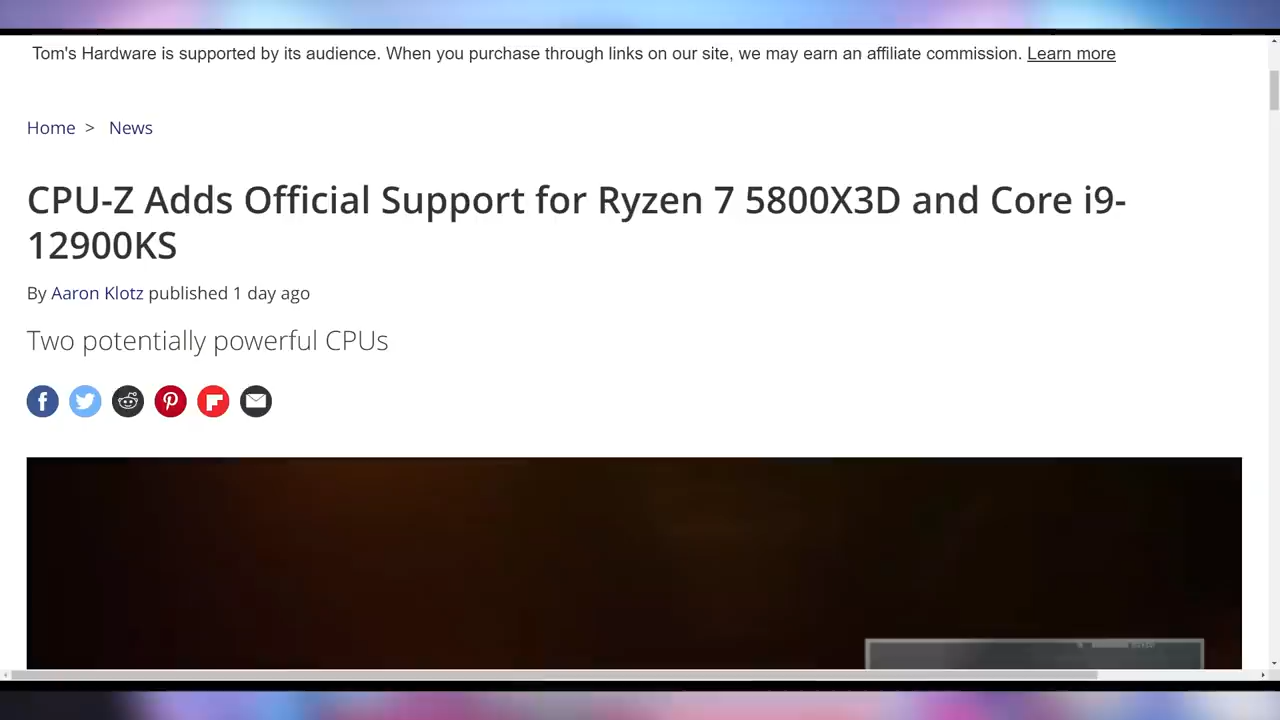 Tom's Hardware is supported by its audience. When you purchase through links on our site, we may earn an affiliate commission. Learn more
Home > News
CPU-Z Adds Official Support for Ryzen 7 5800X3D and Core i9-
12900KS
By Aaron Klotz published 1 day ago
Two potentially powerful CPUs